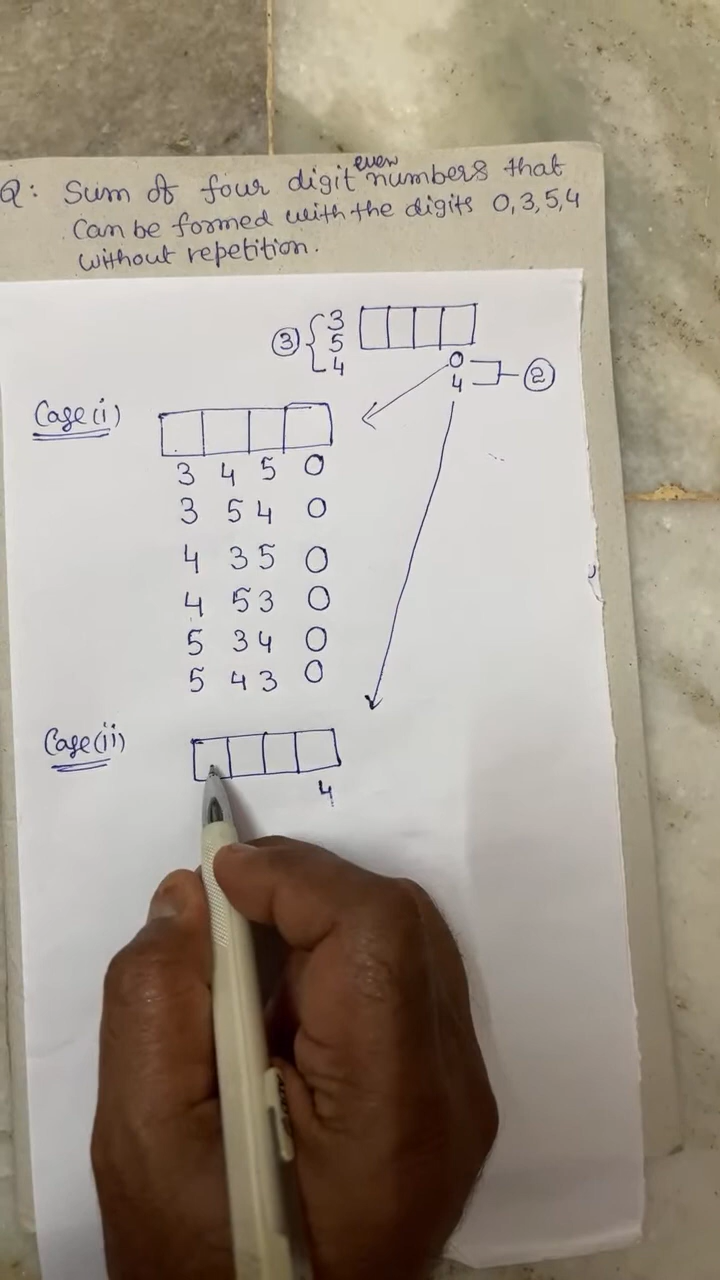 Q: Sum of four digit even numbers that
Can be formed with the digits 0,3,5,4
without repetition.
3 3
5
4
0
4 2
Case(i)
3 4 5 0
3 5 4 0
4 3 5 0
4 5 3 0
5 3 4 0
5 4 3 0
Case(ii)
4